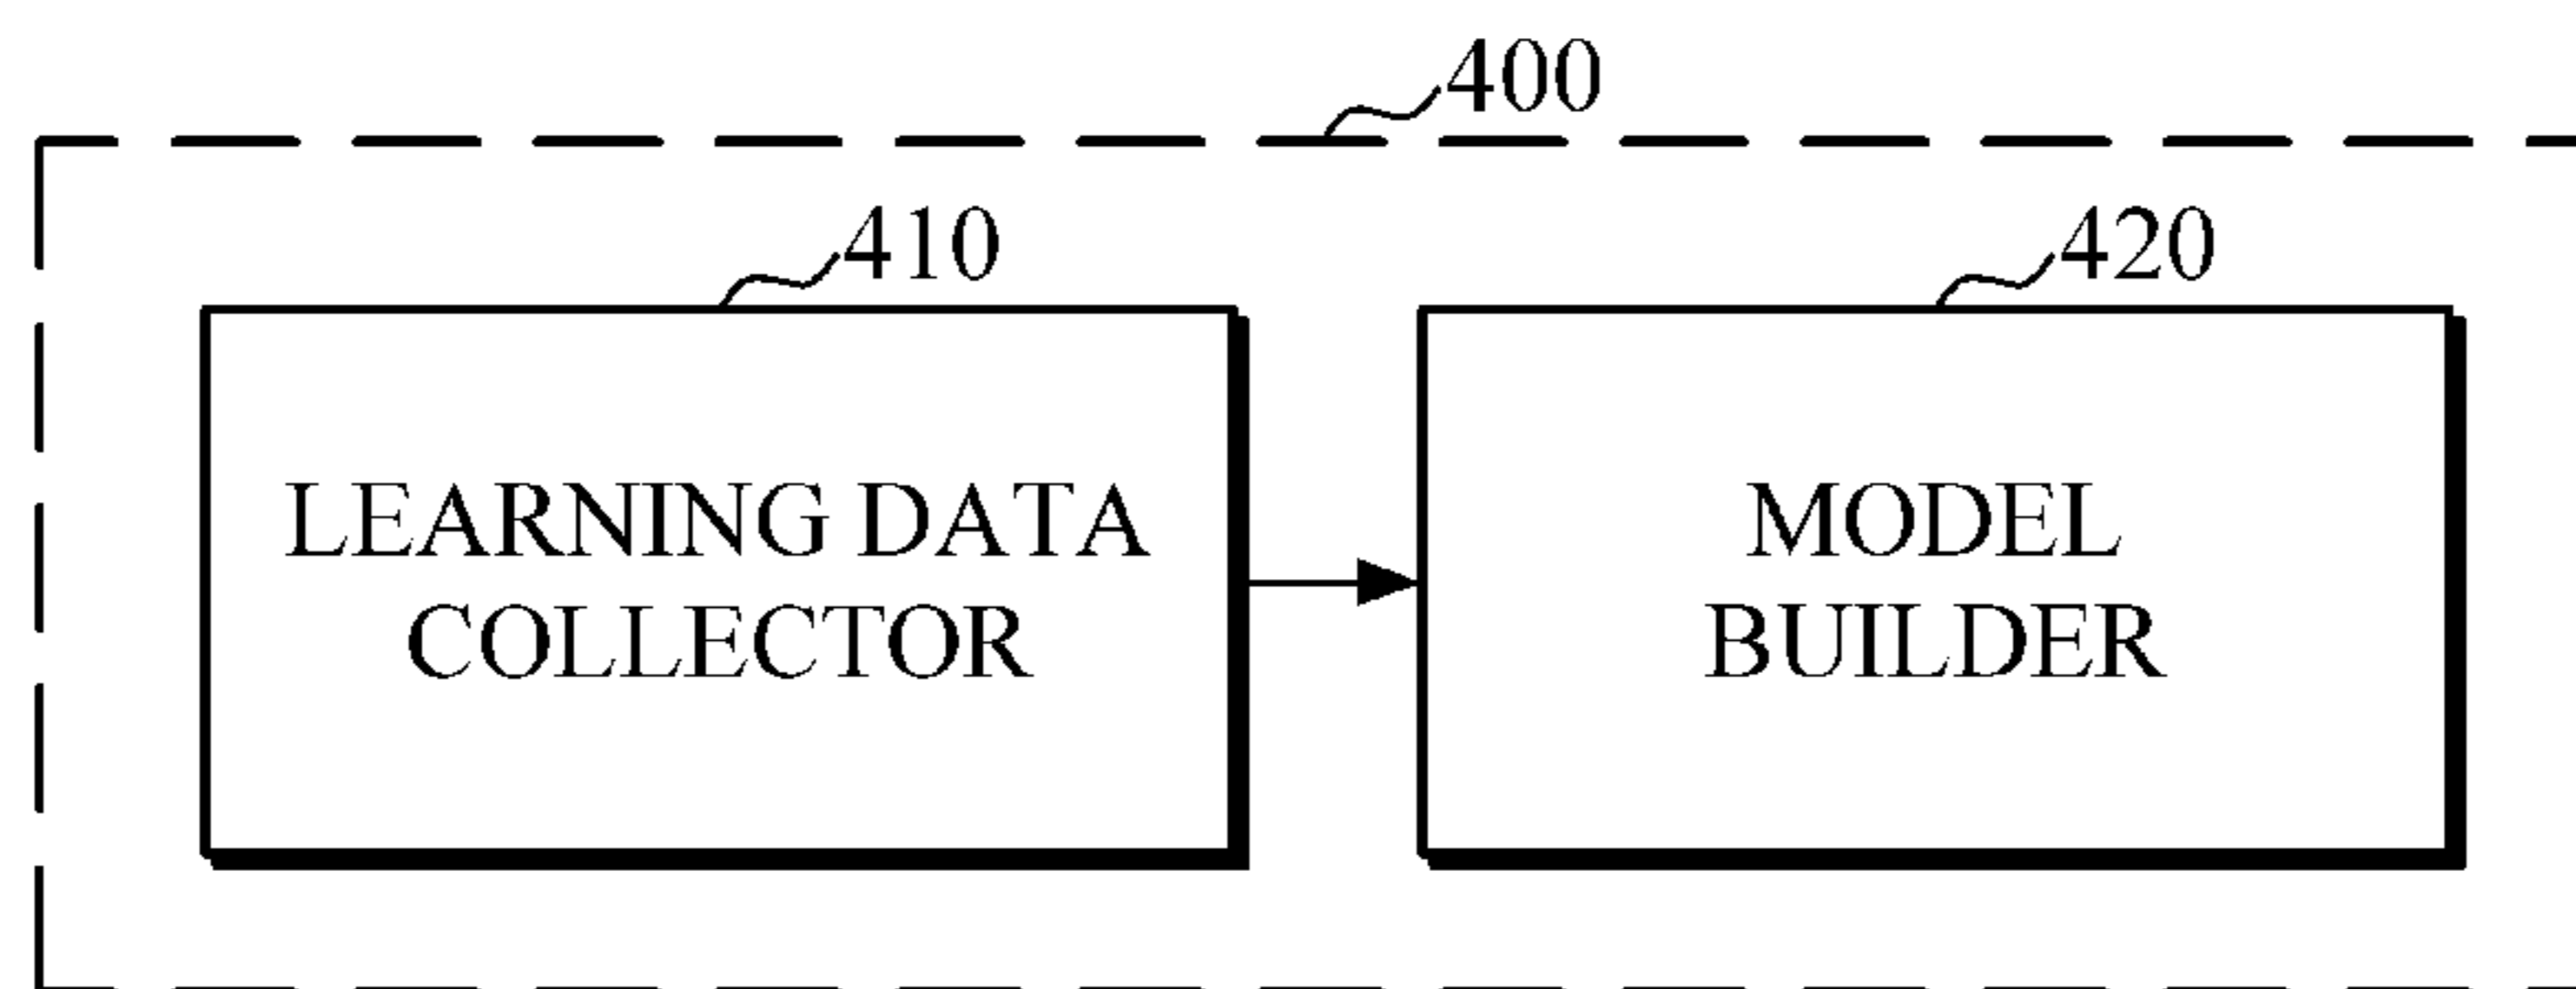 400
410
420
LEARNING DATA
COLLECTOR
MODEL
BUILDER